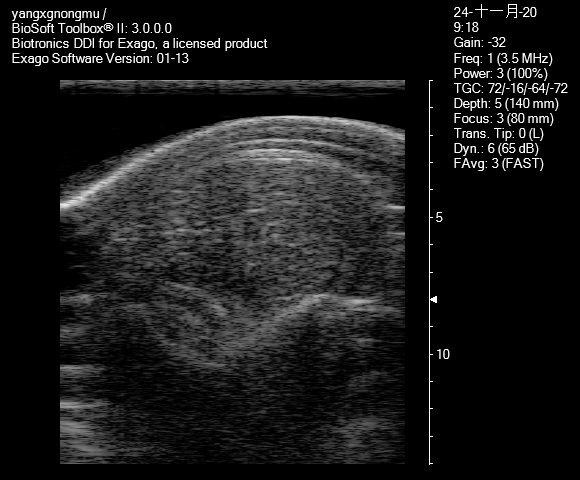 yangxgnongmu /
BioSoft Toolbox® II: 3.0.0.0
Biotronics DDI for Exago, a licensed product
Exago Software Version: 01-13
24-十一月-20
9:18
Gain: -32
Freq: 1 (3.5 MHz)
Power: 3 (100%)
TGC: 72/-16/-64/-72
Depth: 5 (140 mm)
Focus: 3 (80 mm)
Trans. Tip: 0 (L)
Dyn.: 6 (65 dB)
FAvg: 3 (FAST)
5
10